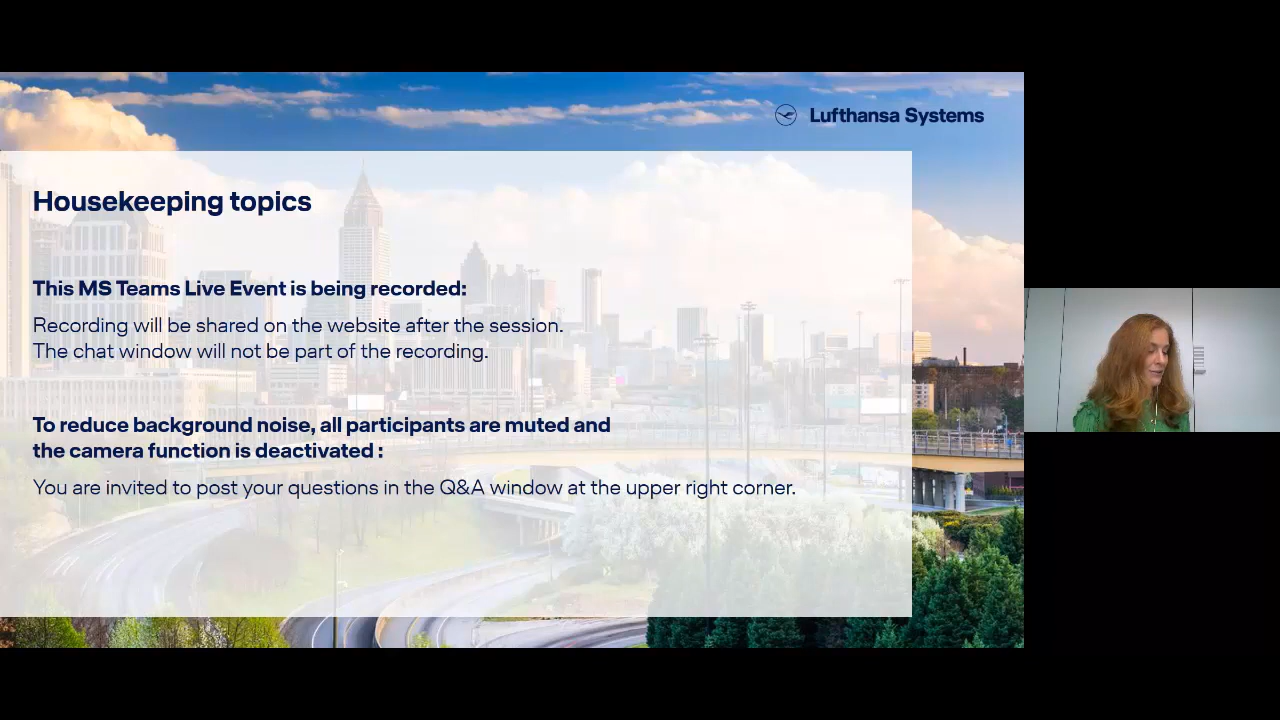 Lufthansa Systems
Housekeeping topics
This MS Teams Live Event is being recorded:
Recording will be shared on the website after the session.
The chat window will not be part of the recording.
To reduce background noise, all participants are muted and
the camera function is deactivated :
You are invited to post your questions in the Q&A window at the upper right corner.